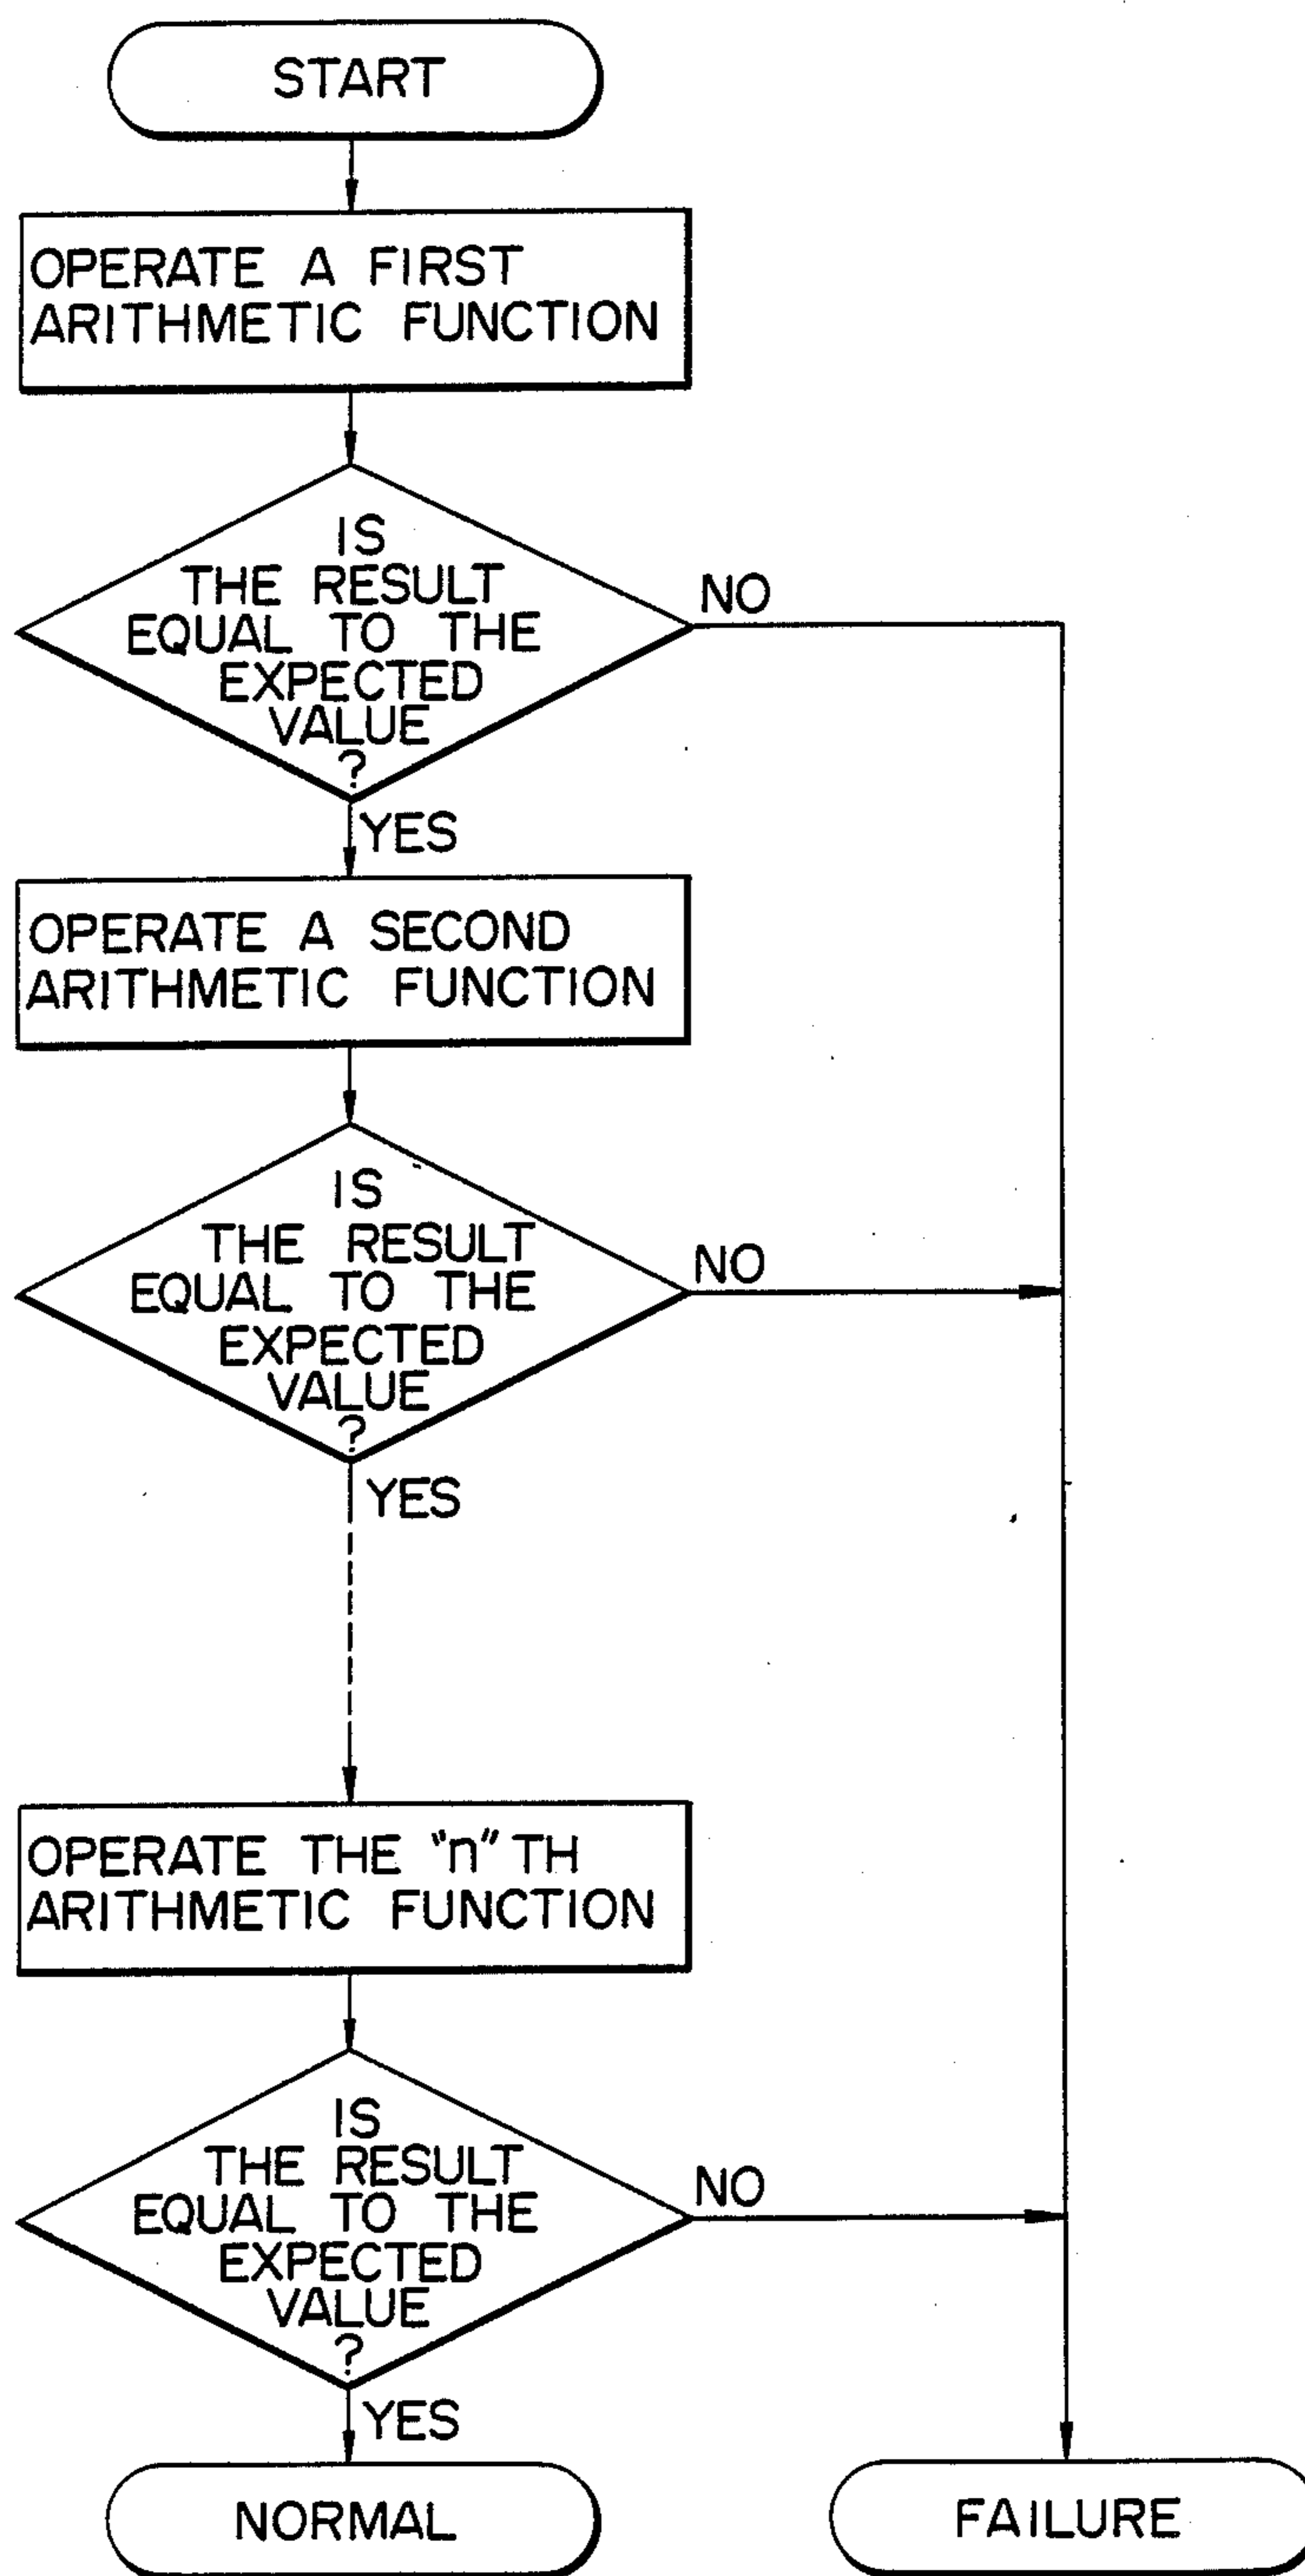 START
OPERATE A FIRST
ARITHMETIC FUNCTION
IS
THE RESULT
EQUAL TO THE
EXPECTED
VALUE
?
NO
YES
OPERATE A SECOND
ARITHMETIC FUNCTION
IS
THE RESULT
EQUAL TO THE
EXPECTED
VALUE
?
NO
YES
OPERATE THE "n" TH
ARITHMETIC FUNCTION
IS
THE RESULT
EQUAL TO THE
EXPECTED
VALUE
?
NO
YES
NORMAL
FAILURE